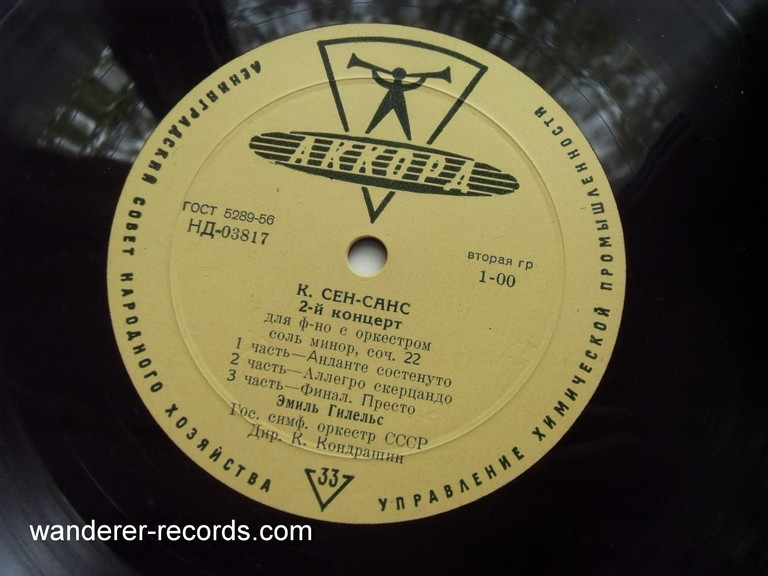 ЛЕНИНГРАДСКИЙ СОВЕТ НАРОДНОГО ХОЗЯЙСТВА
УПРАВЛЕНИЕ ХИМИЧЕСКОЙ ПРОМЫШЛЕННОСТИ
АККОРД
ГОСТ 5289-56
НД-03817
вторая гр
1-00
К. СЕН-САНС
2-й концерт
для ф-но с оркестром
соль минор, соч. 22
1 часть—Анданте состенуто
2 часть—Аллегро скерцандо
3 часть—Финал. Престо
Эмиль Гилельс
Гос. симф. оркестр СССР
Дир. К. Кондрашин
33
wanderer-records.com